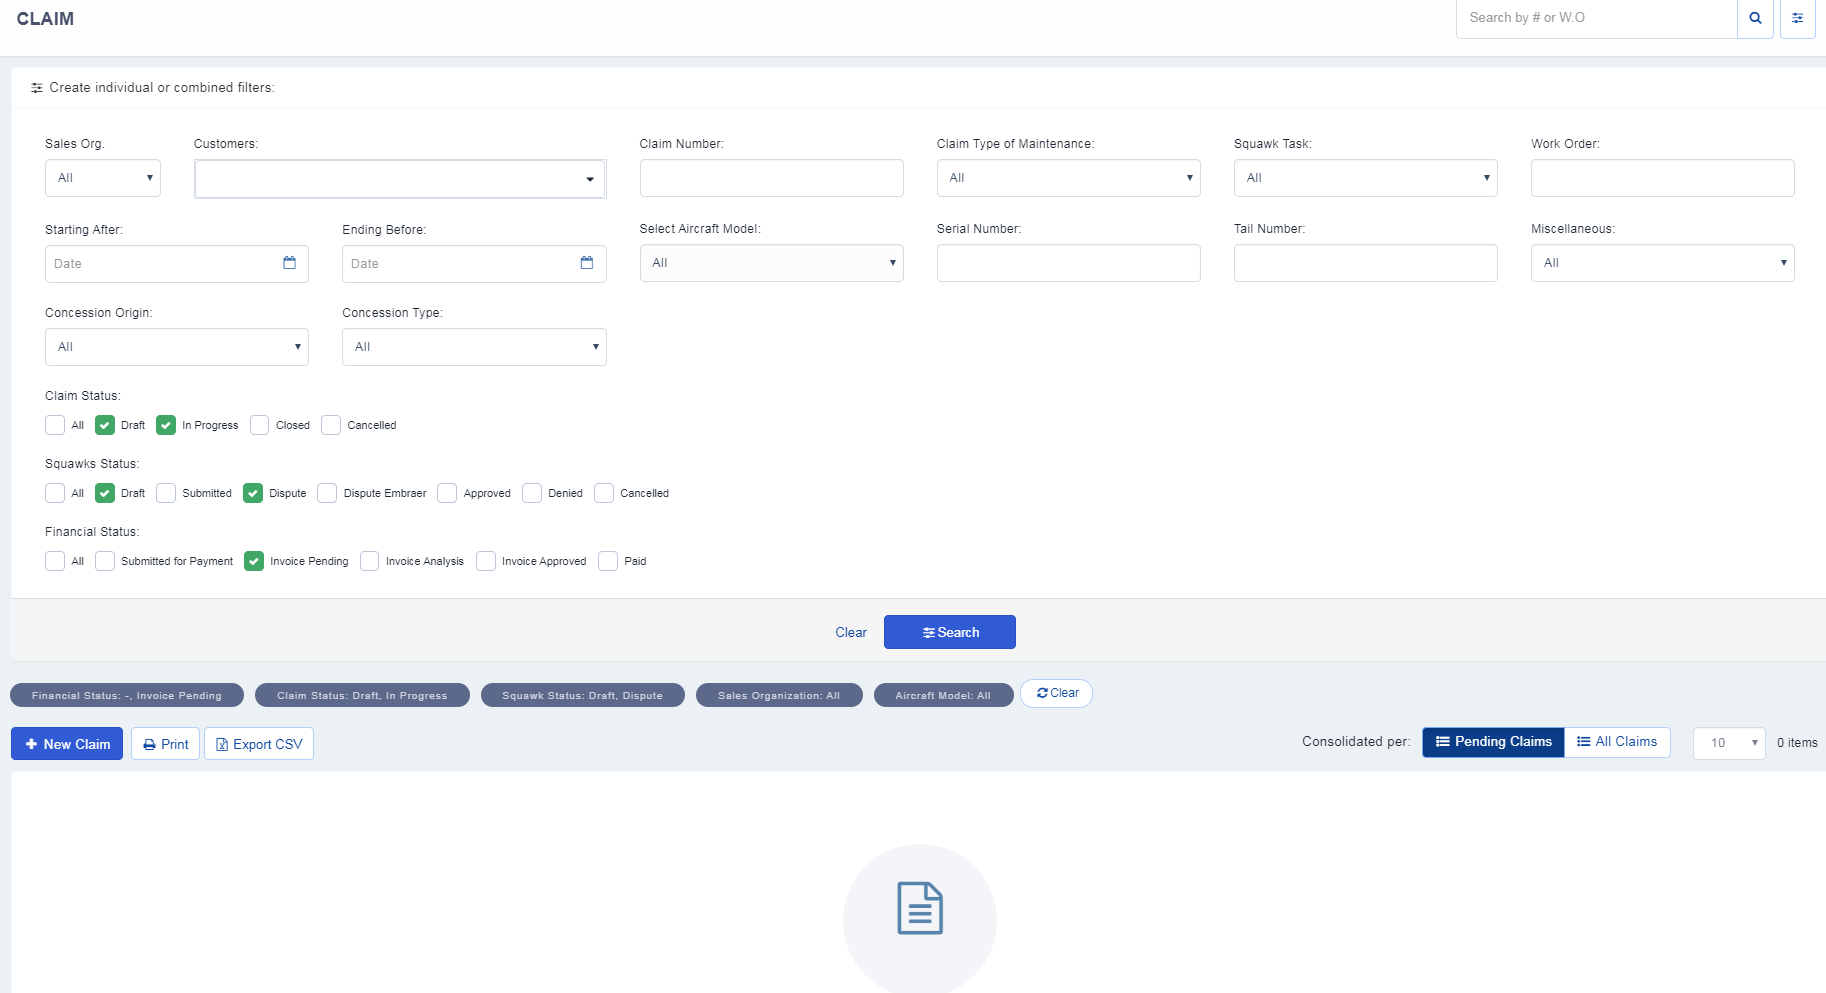 CLAIM
Search by # or W.O
Create individual or combined filters:
Sales Org. Customers: Claim Number: Claim Type of Maintenance: Squawk Task: Work Order:
All All All
Starting After: Ending Before: Select Aircraft Model: Serial Number: Tail Number: Miscellaneous:
Date Date All All
Concession Origin: Concession Type:
All All
Claim Status:
All Draft In Progress Closed Cancelled
Squawks Status:
All Draft Submitted Dispute Dispute Embraer Approved Denied Cancelled
Financial Status:
All Submitted for Payment Invoice Pending Invoice Analysis Invoice Approved Paid
Clear Search
Financial Status: -, Invoice Pending Claim Status: Draft, In Progress Squawk Status: Draft, Dispute Sales Organization: All Aircraft Model: All Clear
New Claim Print Export CSV Consolidated per: Pending Claims All Claims 10 0 items